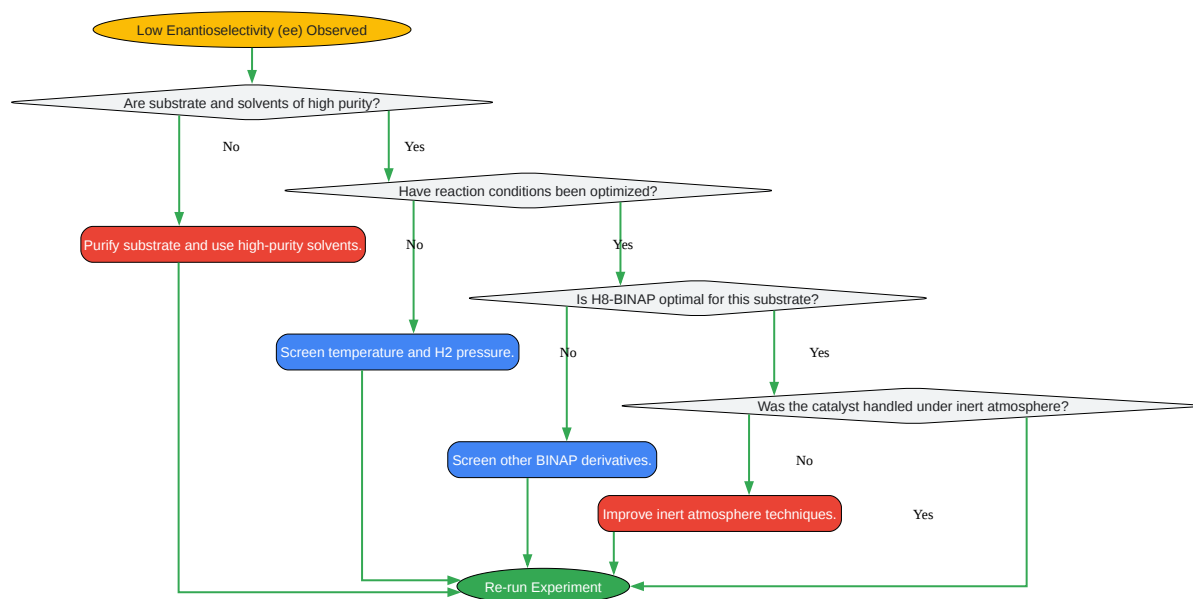 Low Enantioselectivity (ee) Observed
Are substrate and solvents of high purity?
No
Yes
Have reaction conditions been optimized?
Purify substrate and use high-purity solvents.
No
Yes
Is H8-BINAP optimal for this substrate?
Screen temperature and H2 pressure.
No
Yes
Was the catalyst handled under inert atmosphere?
Screen other BINAP derivatives.
No
Improve inert atmosphere techniques.
Yes
Re-run Experiment